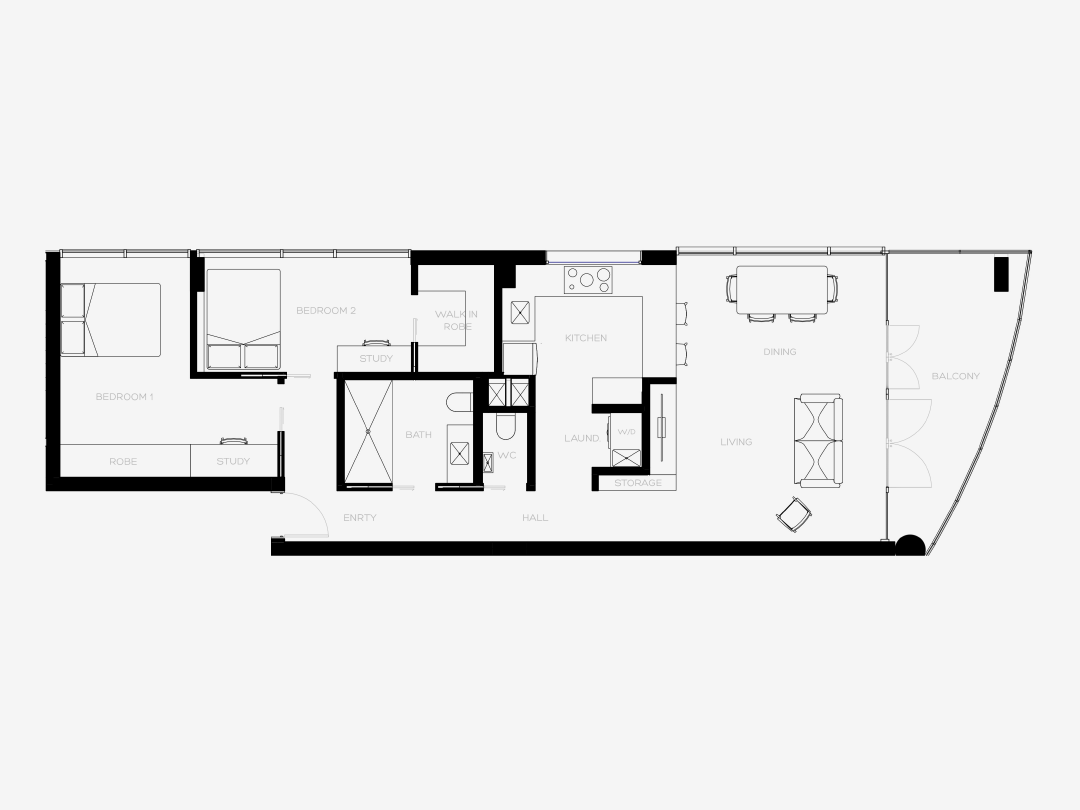 BEDROOM 2
WALK IN
ROBE
KITCHEN
STUDY
DINING
BALCONY
BEDROOM 1
BATH
LAUND.
W/D
LIVING
WC
ROBE
STUDY
STORAGE
ENRTY
HALL